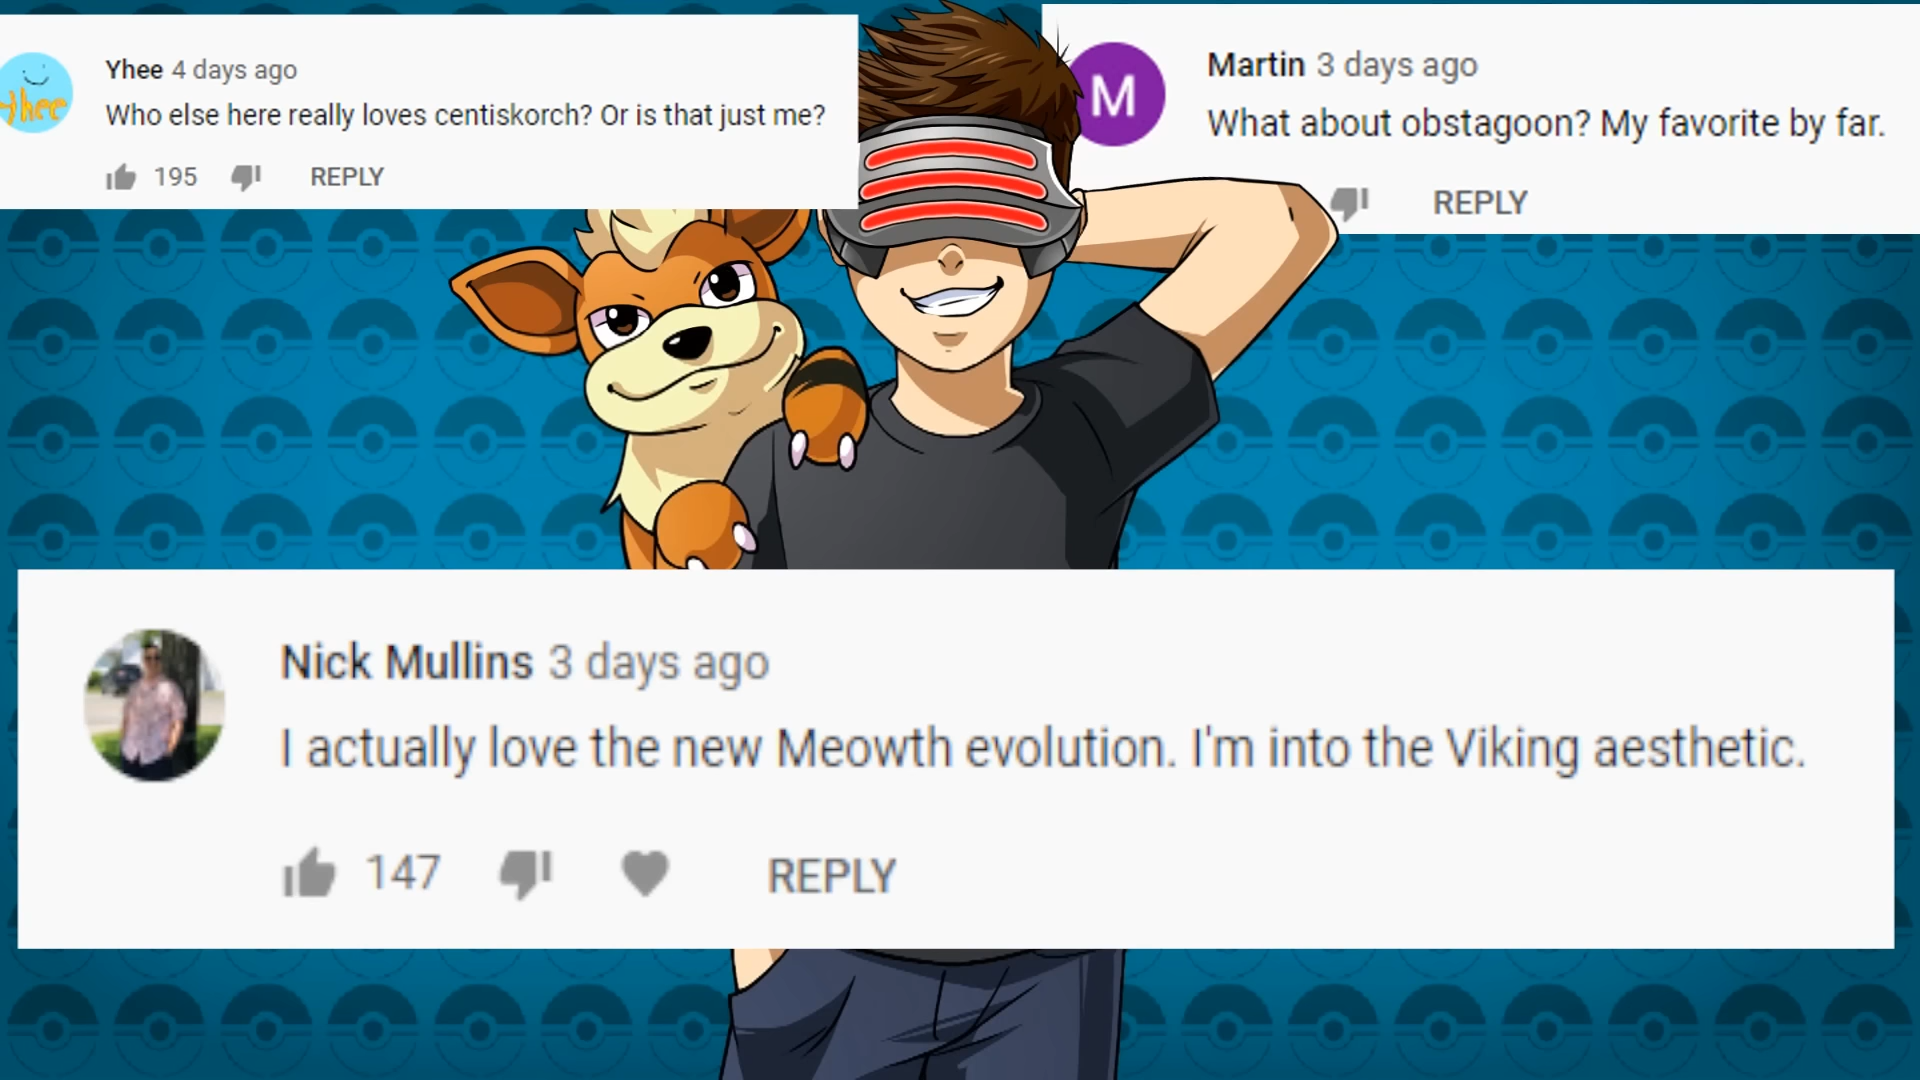 Yhee 4 days ago
Who else here really loves centiskorch? Or is that just me?
195 REPLY
Yhee
M
Martin 3 days ago
What about obstagoon? My favorite by far.
REPLY
Nick Mullins 3 days ago
I actually love the new Meowth evolution. I'm into the Viking aesthetic.
147 REPLY